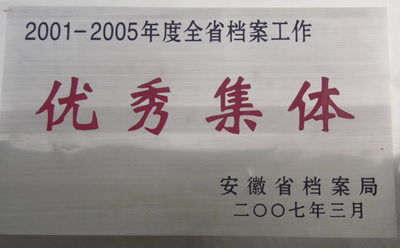 2001-2005年度全省档案工作
优秀集体
安徽省档案局
二〇〇七年三月